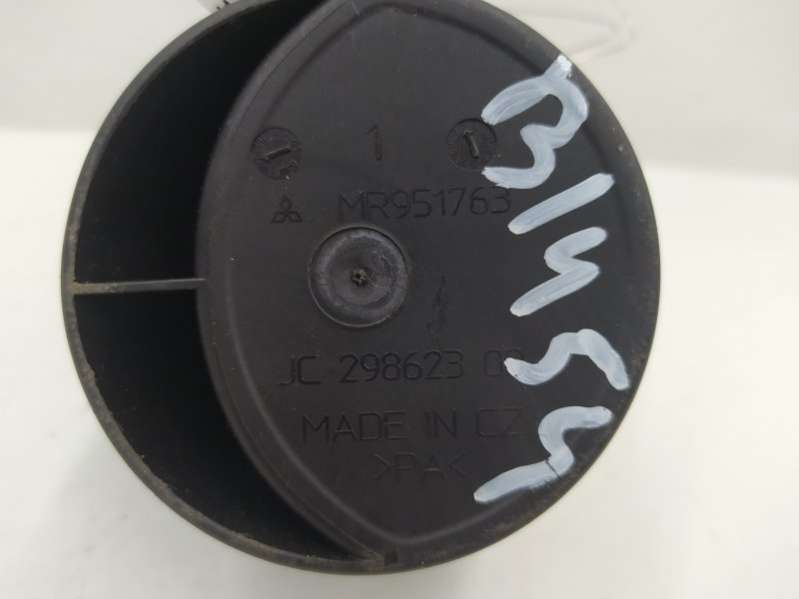 1
MR951763
JC 298623
MADE IN CZ
>PA<
B1454